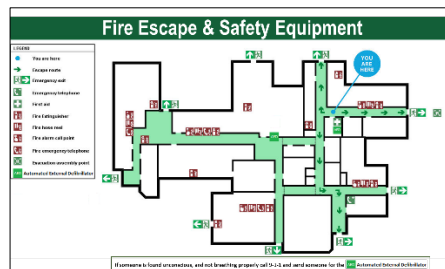 Fire Escape & Safety Equipment
LEGEND
You are here
Escape route
Emergency exit
Emergency telephone
First aid
Fire Extinguisher
Fire hose reel
Fire alarm call point
Fire emergency telephone
Evacuation assembly point
Automated External Defibrillator
YOU
ARE
HERE
If someone is found unconscious, and not breathing properly call 9-1-1 and send someone for the Automated External Defibrillator